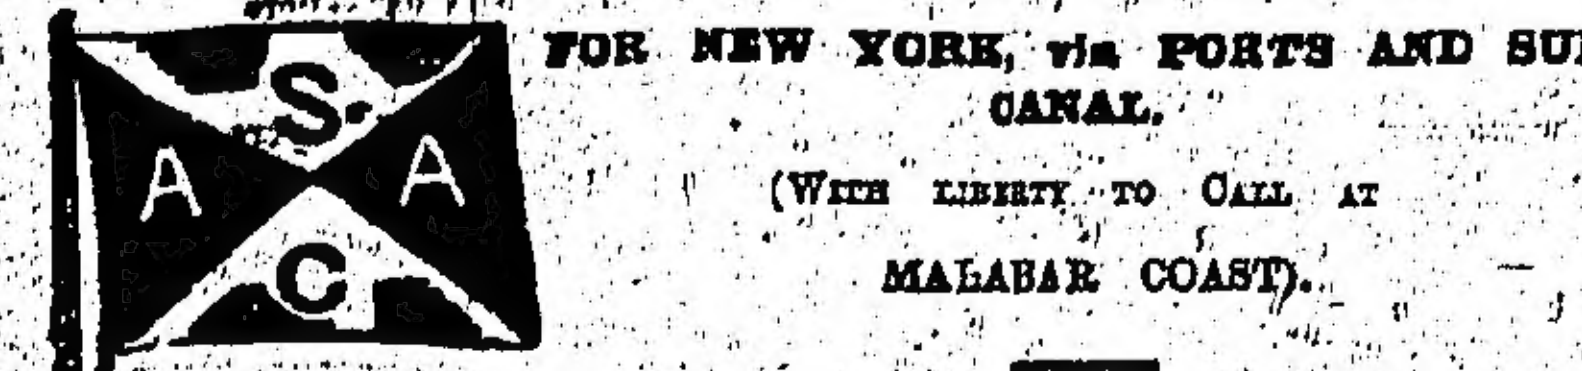 S.
A A
C
FOR NEW YORK, via PORTS AND SU
CANAL.
(WITH LIBERTY TO CALL AT
MALABAR COAST).